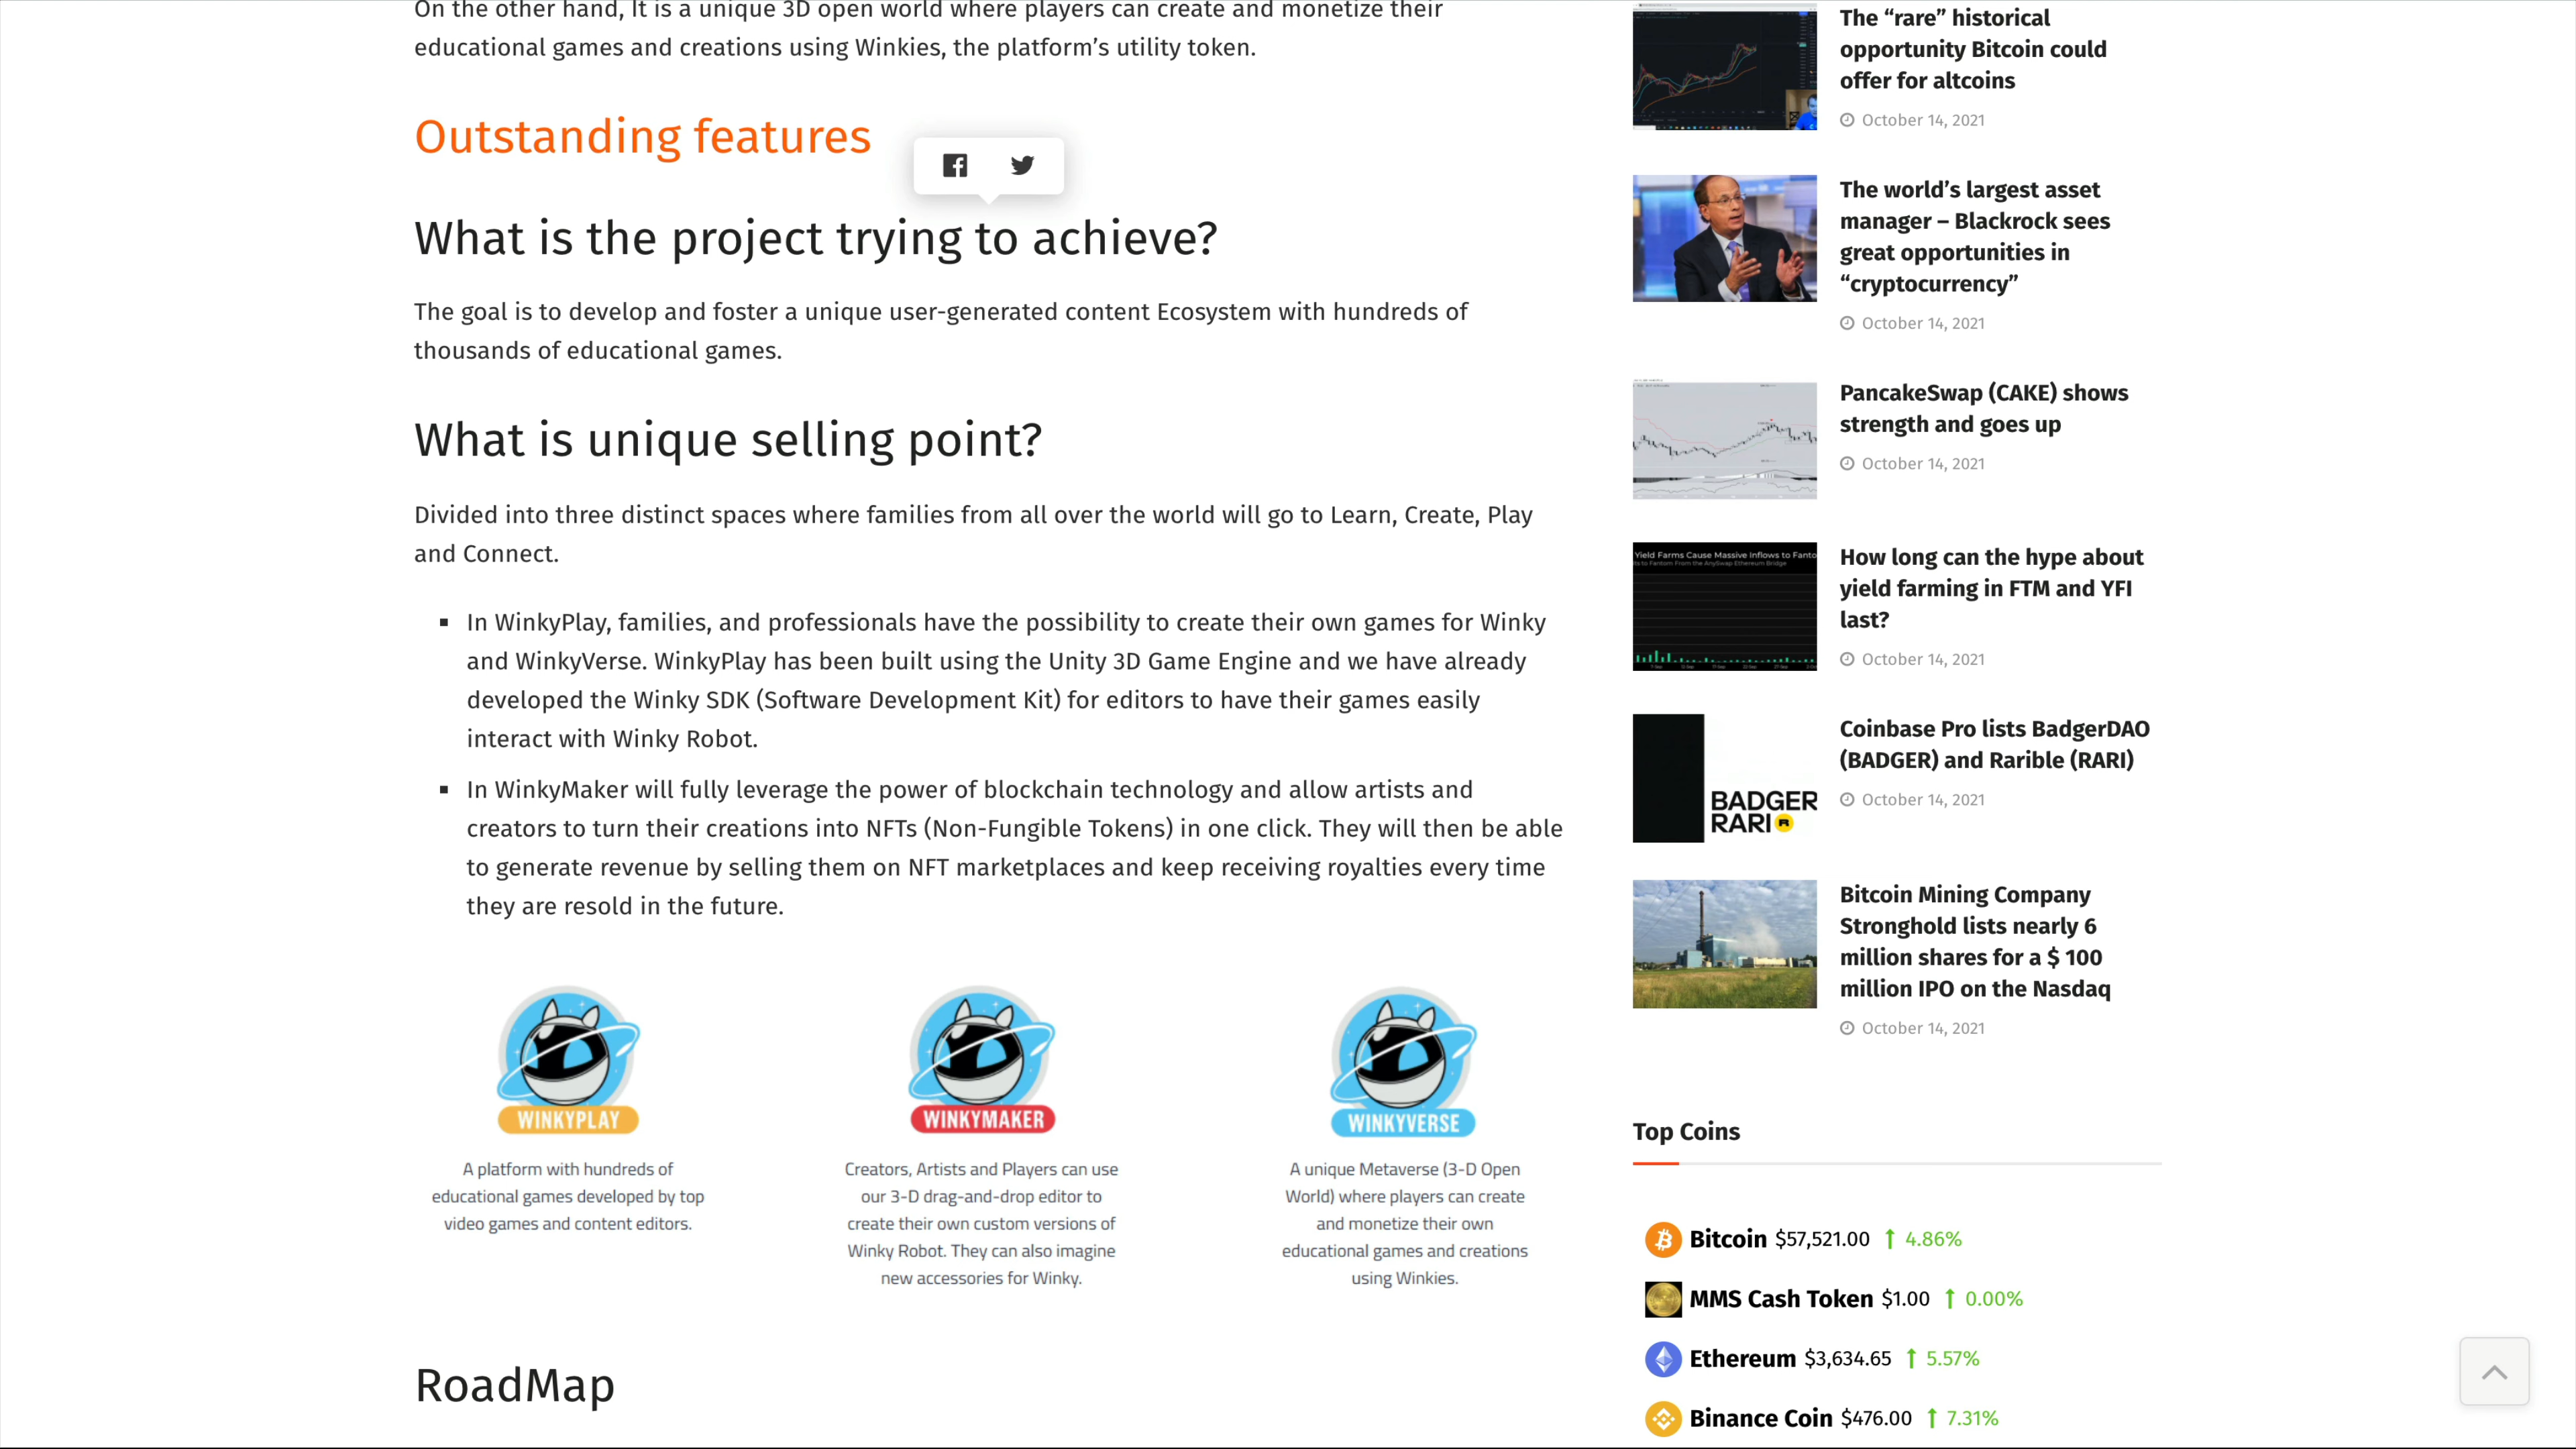 On the other hand, It is a unique 3D open world where players can create and monetize their
educational games and creations using Winkies, the platform's utility token.
Outstanding features
What is the project trying to achieve?
The goal is to develop and foster a unique user-generated content Ecosystem with hundreds of
thousands of educational games.
What is unique selling point?
Divided into three distinct spaces where families from all over the world will go to Learn, Create, Play
and Connect.
▪ In WinkyPlay, families, and professionals have the possibility to create their own games for Winky
and WinkyVerse. WinkyPlay has been built using the Unity 3D Game Engine and we have already
developed the Winky SDK (Software Development Kit) for editors to have their games easily
interact with Winky Robot.
▪ In WinkyMaker will fully leverage the power of blockchain technology and allow artists and
creators to turn their creations into NFTs (Non-Fungible Tokens) in one click. They will then be able
to generate revenue by selling them on NFT marketplaces and keep receiving royalties every time
they are resold in the future.
WINKYPLAY
A platform with hundreds of
educational games developed by top
video games and content editors.
WINKYMAKER
Creators, Artists and Players can use
our 3-D drag-and-drop editor to
create their own custom versions of
Winky Robot. They can also imagine
new accessories for Winky.
WINKYVERSE
A unique Metaverse (3-D Open
World) where players can create
and monetize their own
educational games and creations
using Winkies.
RoadMap
The “rare” historical
opportunity Bitcoin could
offer for altcoins
October 14, 2021
The world’s largest asset
manager – Blackrock sees
great opportunities in
“cryptocurrency”
October 14, 2021
PancakeSwap (CAKE) shows
strength and goes up
October 14, 2021
Yield Farms Cause Massive Inflows to Fanto
ls to Fantom From the AnySwap Ethereum Bridge
How long can the hype about
yield farming in FTM and YFI
last?
October 14, 2021
BADGER
RARI
Coinbase Pro lists BadgerDAO
(BADGER) and Rarible (RARI)
October 14, 2021
Bitcoin Mining Company
Stronghold lists nearly 6
million shares for a $ 100
million IPO on the Nasdaq
October 14, 2021
Top Coins
Bitcoin $57,521.00 ↑ 4.86%
MMS Cash Token $1.00 ↑ 0.00%
Ethereum $3,634.65 ↑ 5.57%
Binance Coin $476.00 ↑ 7.31%